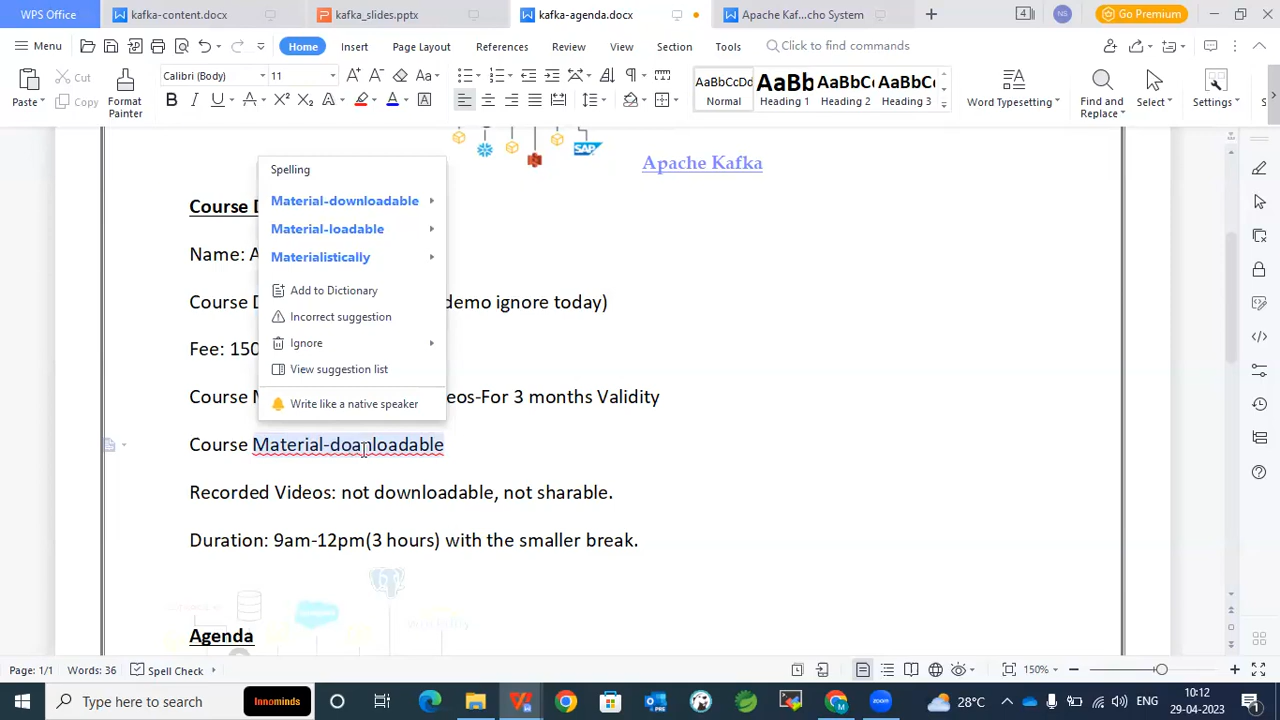 WPS Office kafka-content.docx kafka_slides.pptx kafka-agenda.docx Apache Kaf...cho System 4 NS Go Premium
Menu Home Insert Page Layout References Review View Section Tools Click to find commands
Paste Cut Copy Format Painter Calibri (Body) 11 AaBbCcDd Normal AaBb Heading 1 AaBbC Heading 2 AaBbC Heading 3 Word Typesetting Find and Replace Select Settings
SAP
Apache Kafka
Spelling
Material-downloadable
Material-loadable
Materialistically
Add to Dictionary
Incorrect suggestion
Ignore
View suggestion list
Write like a native speaker
Course D
Name: A
Course D demo ignore today)
Fee: 150
Course M eos-For 3 months Validity
Course Material-doanloadable
Recorded Videos: not downloadable, not sharable.
Duration: 9am-12pm(3 hours) with the smaller break.
Agenda
Page: 1/1 Words: 36 Spell Check 150%
Type here to search Innominds zoom 28°C ENG 10:12
29-04-2023